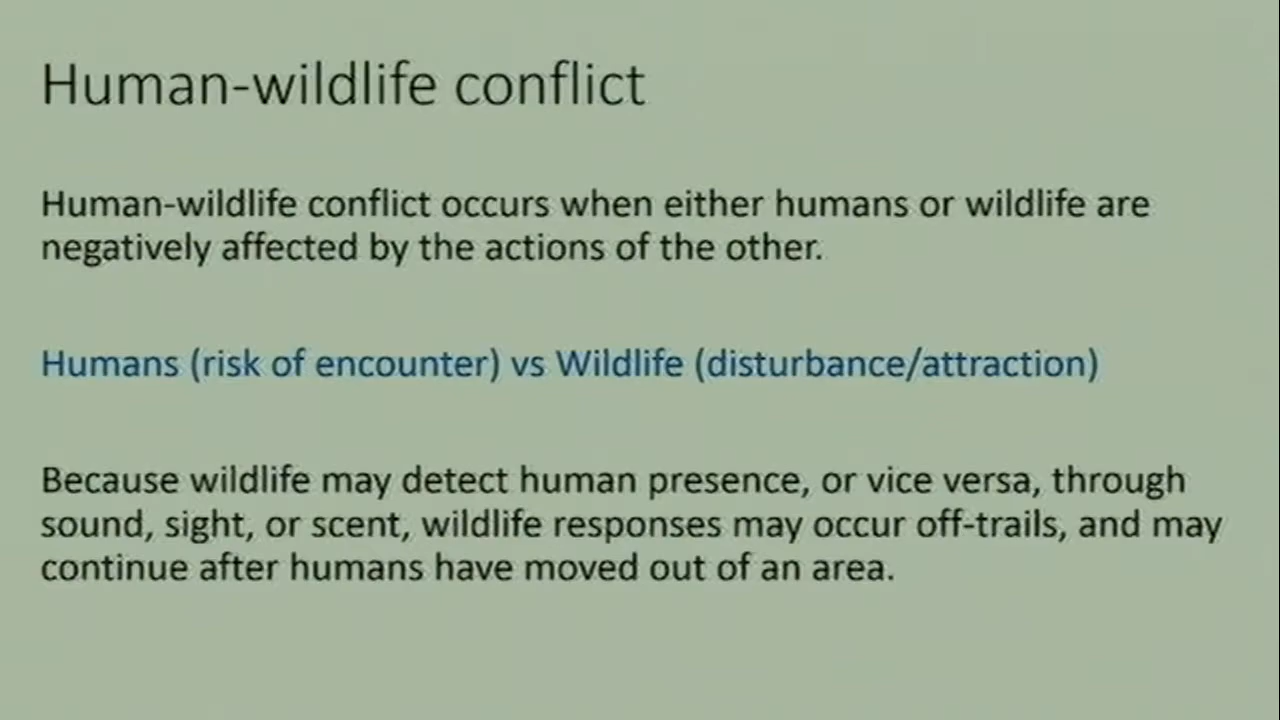 Human-wildlife conflict
Human-wildlife conflict occurs when either humans or wildlife are
negatively affected by the actions of the other.
Humans (risk of encounter) vs Wildlife (disturbance/attraction)
Because wildlife may detect human presence, or vice versa, through
sound, sight, or scent, wildlife responses may occur off-trails, and may
continue after humans have moved out of an area.